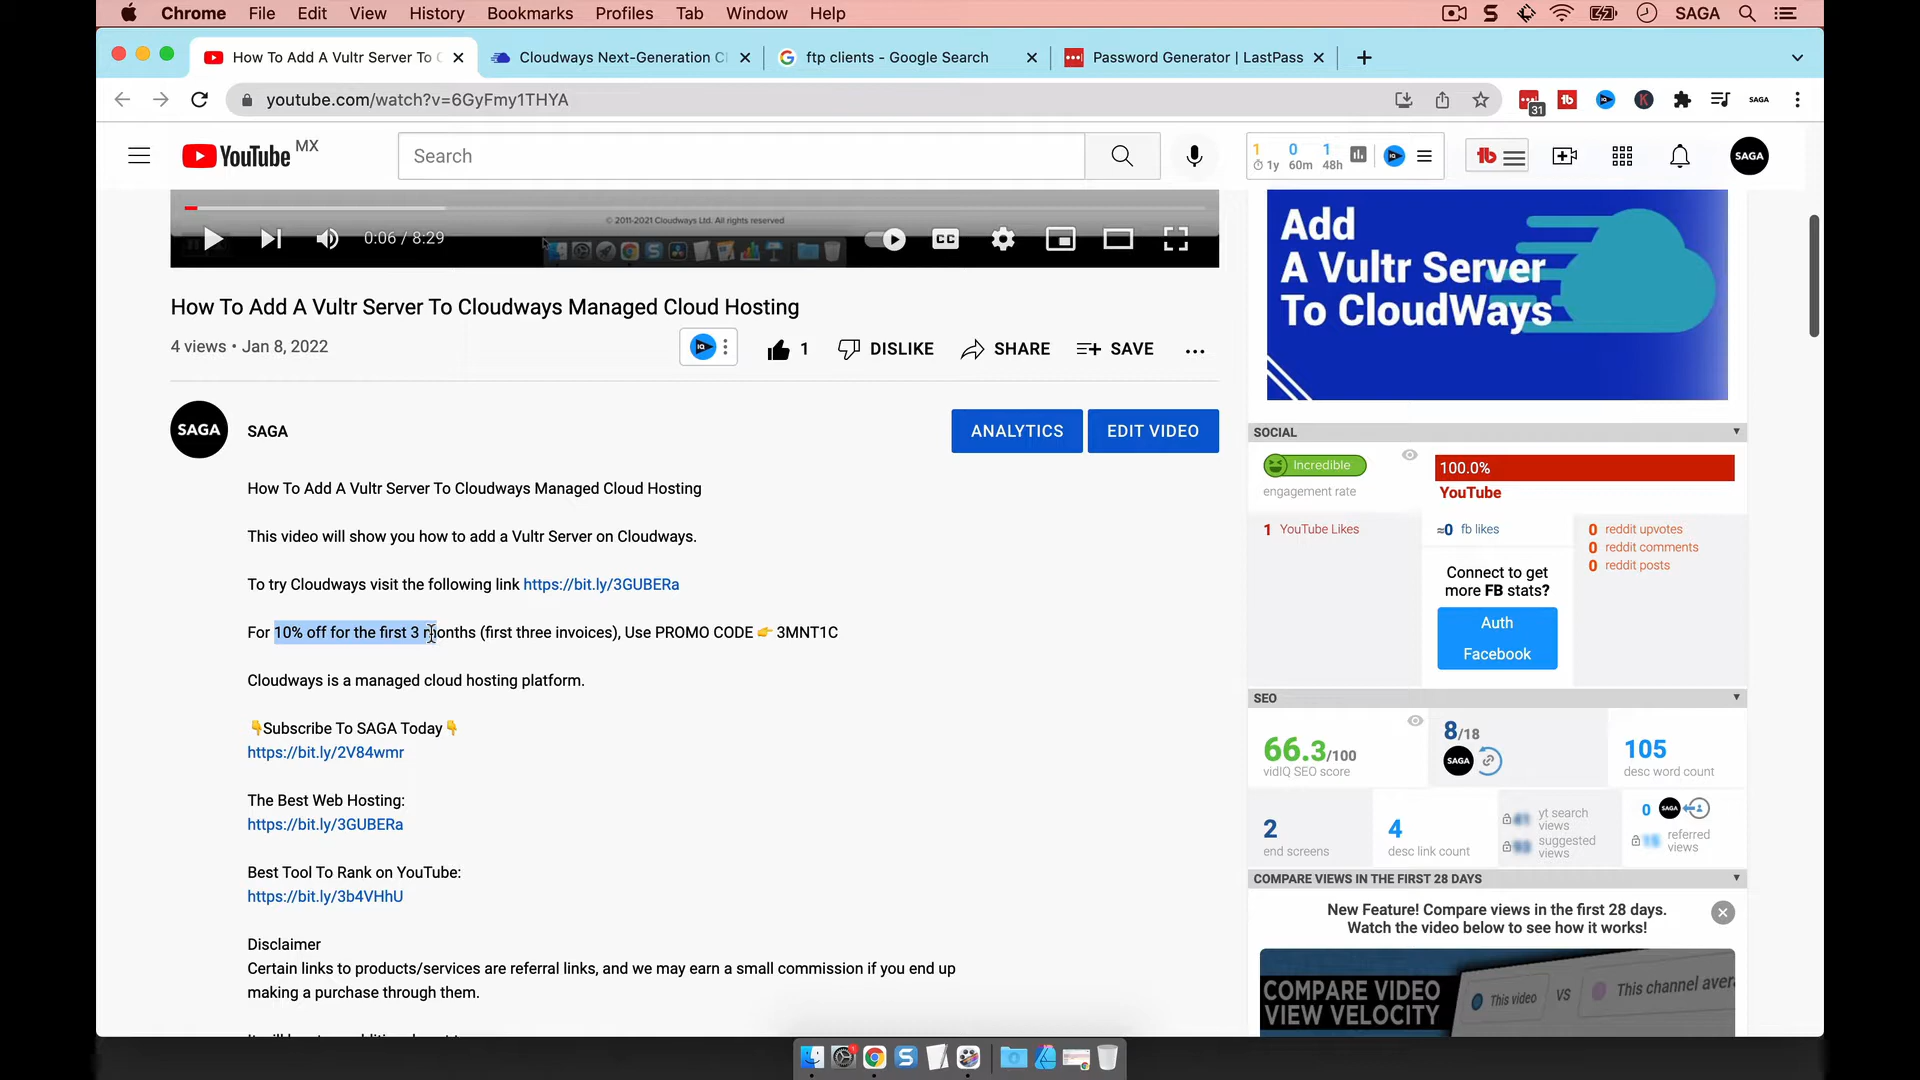 Chrome File Edit View History Bookmarks Profiles Tab Window Help SAGA
How To Add A Vultr Server To C
Cloudways Next-Generation Cl
ftp clients - Google Search
Password Generator | LastPass
youtube.com/watch?v=6GyFmy1THYA
31
SAGA
YouTube MX
Search
1 0 1
1y 60m 48h
SAGA
© 2011-2021 Cloudways Ltd. All rights reserved
0:06 / 8:29
CC
Add
A Vultr Server
To CloudWays
How To Add A Vultr Server To Cloudways Managed Cloud Hosting
4 views • Jan 8, 2022
1 DISLIKE SHARE SAVE
SAGA
SAGA
ANALYTICS
EDIT VIDEO
How To Add A Vultr Server To Cloudways Managed Cloud Hosting
This video will show you how to add a Vultr Server on Cloudways.
To try Cloudways visit the following link https://bit.ly/3GUBERa
For 10% off for the first 3 months (first three invoices), Use PROMO CODE 👉 3MNT1C
Cloudways is a managed cloud hosting platform.
👇Subscribe To SAGA Today👇
https://bit.ly/2V84wmr
The Best Web Hosting:
https://bit.ly/3GUBERa
Best Tool To Rank on YouTube:
https://bit.ly/3b4VHhU
Disclaimer
Certain links to products/services are referral links, and we may earn a small commission if you end up
making a purchase through them.
SOCIAL
Incredible
engagement rate
100.0%
YouTube
1 YouTube Likes
≈0 fb likes
0 reddit upvotes
0 reddit comments
0 reddit posts
Connect to get
more FB stats?
Auth
Facebook
SEO
66.3/100
vidIQ SEO score
8/18
SAGA
105
desc word count
2
end screens
4
desc link count
yt search
views
suggested
views
0 SAGA
referred
views
COMPARE VIEWS IN THE FIRST 28 DAYS
New Feature! Compare views in the first 28 days.
Watch the video below to see how it works!
COMPARE VIDEO
VIEW VELOCITY
This video VS This channel aver